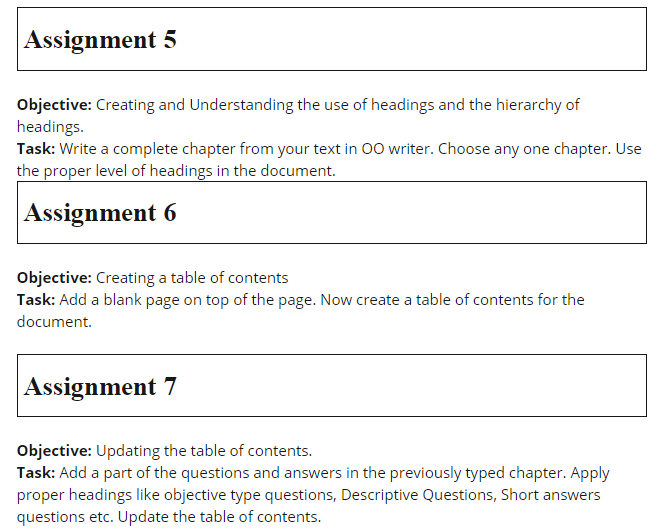 Assignment 5
Objective: Creating and Understanding the use of headings and the hierarchy of
headings.
Task: Write a complete chapter from your text in OO writer. Choose any one chapter. Use
the proper level of headings in the document.
Assignment 6
Objective: Creating a table of contents
Task: Add a blank page on top of the page. Now create a table of contents for the
document.
Assignment 7
Objective: Updating the table of contents.
Task: Add a part of the questions and answers in the previously typed chapter. Apply
proper headings like objective type questions, Descriptive Questions, Short answers
questions etc. Update the table of contents.